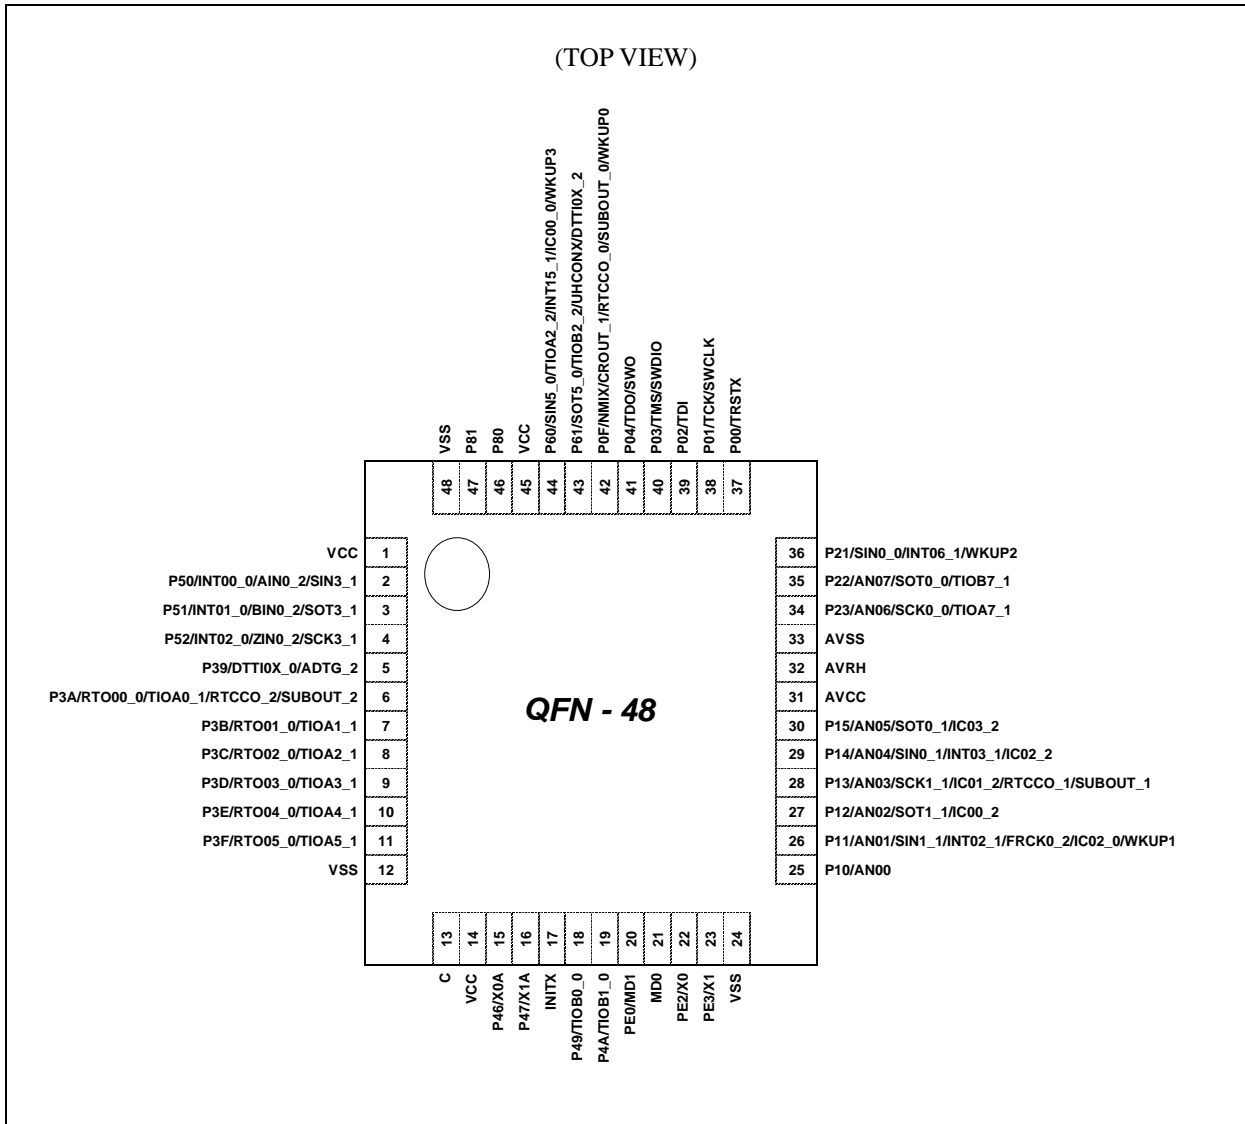 (TOP VIEW)
VSS
P81
P80
VCC
P60/SIN5_0/TIOA2_2/INT15_1/IC00_0/WKUP3
P61/SOT5_0/TIOB2_2/UHCONX/DTTI0X_2
P0F/NMIX/CROUT_1/RTCCO_0/SUBOUT_0/WKUP0
P04/TDO/SWO
P03/TMS/SWDIO
P02/TDI
P01/TCK/SWCLK
P00/TRSTX
48
47
46
45
44
43
42
41
40
39
38
37
VCC 1
P50/INT00_0/AIN0_2/SIN3_1 2
P51/INT01_0/BIN0_2/SOT3_1 3
P52/INT02_0/ZIN0_2/SCK3_1 4
P39/DTTI0X_0/ADTG_2 5
P3A/RTO00_0/TIOA0_1/RTCCO_2/SUBOUT_2 6
P3B/RTO01_0/TIOA1_1 7
P3C/RTO02_0/TIOA2_1 8
P3D/RTO03_0/TIOA3_1 9
P3E/RTO04_0/TIOA4_1 10
P3F/RTO05_0/TIOA5_1 11
VSS 12
QFN - 48
36 P21/SIN0_0/INT06_1/WKUP2
35 P22/AN07/SOT0_0/TIOB7_1
34 P23/AN06/SCK0_0/TIOA7_1
33 AVSS
32 AVRH
31 AVCC
30 P15/AN05/SOT0_1/IC03_2
29 P14/AN04/SIN0_1/INT03_1/IC02_2
28 P13/AN03/SCK1_1/IC01_2/RTCCO_1/SUBOUT_1
27 P12/AN02/SOT1_1/IC00_2
26 P11/AN01/SIN1_1/INT02_1/FRCK0_2/IC02_0/WKUP1
25 P10/AN00
13
14
15
16
17
18
19
20
21
22
23
24
C
VCC
P46/X0A
P47/X1A
INITX
P49/TIOB0_0
P4A/TIOB1_0
PE0/MD1
MD0
PE2/X0
PE3/X1
VSS